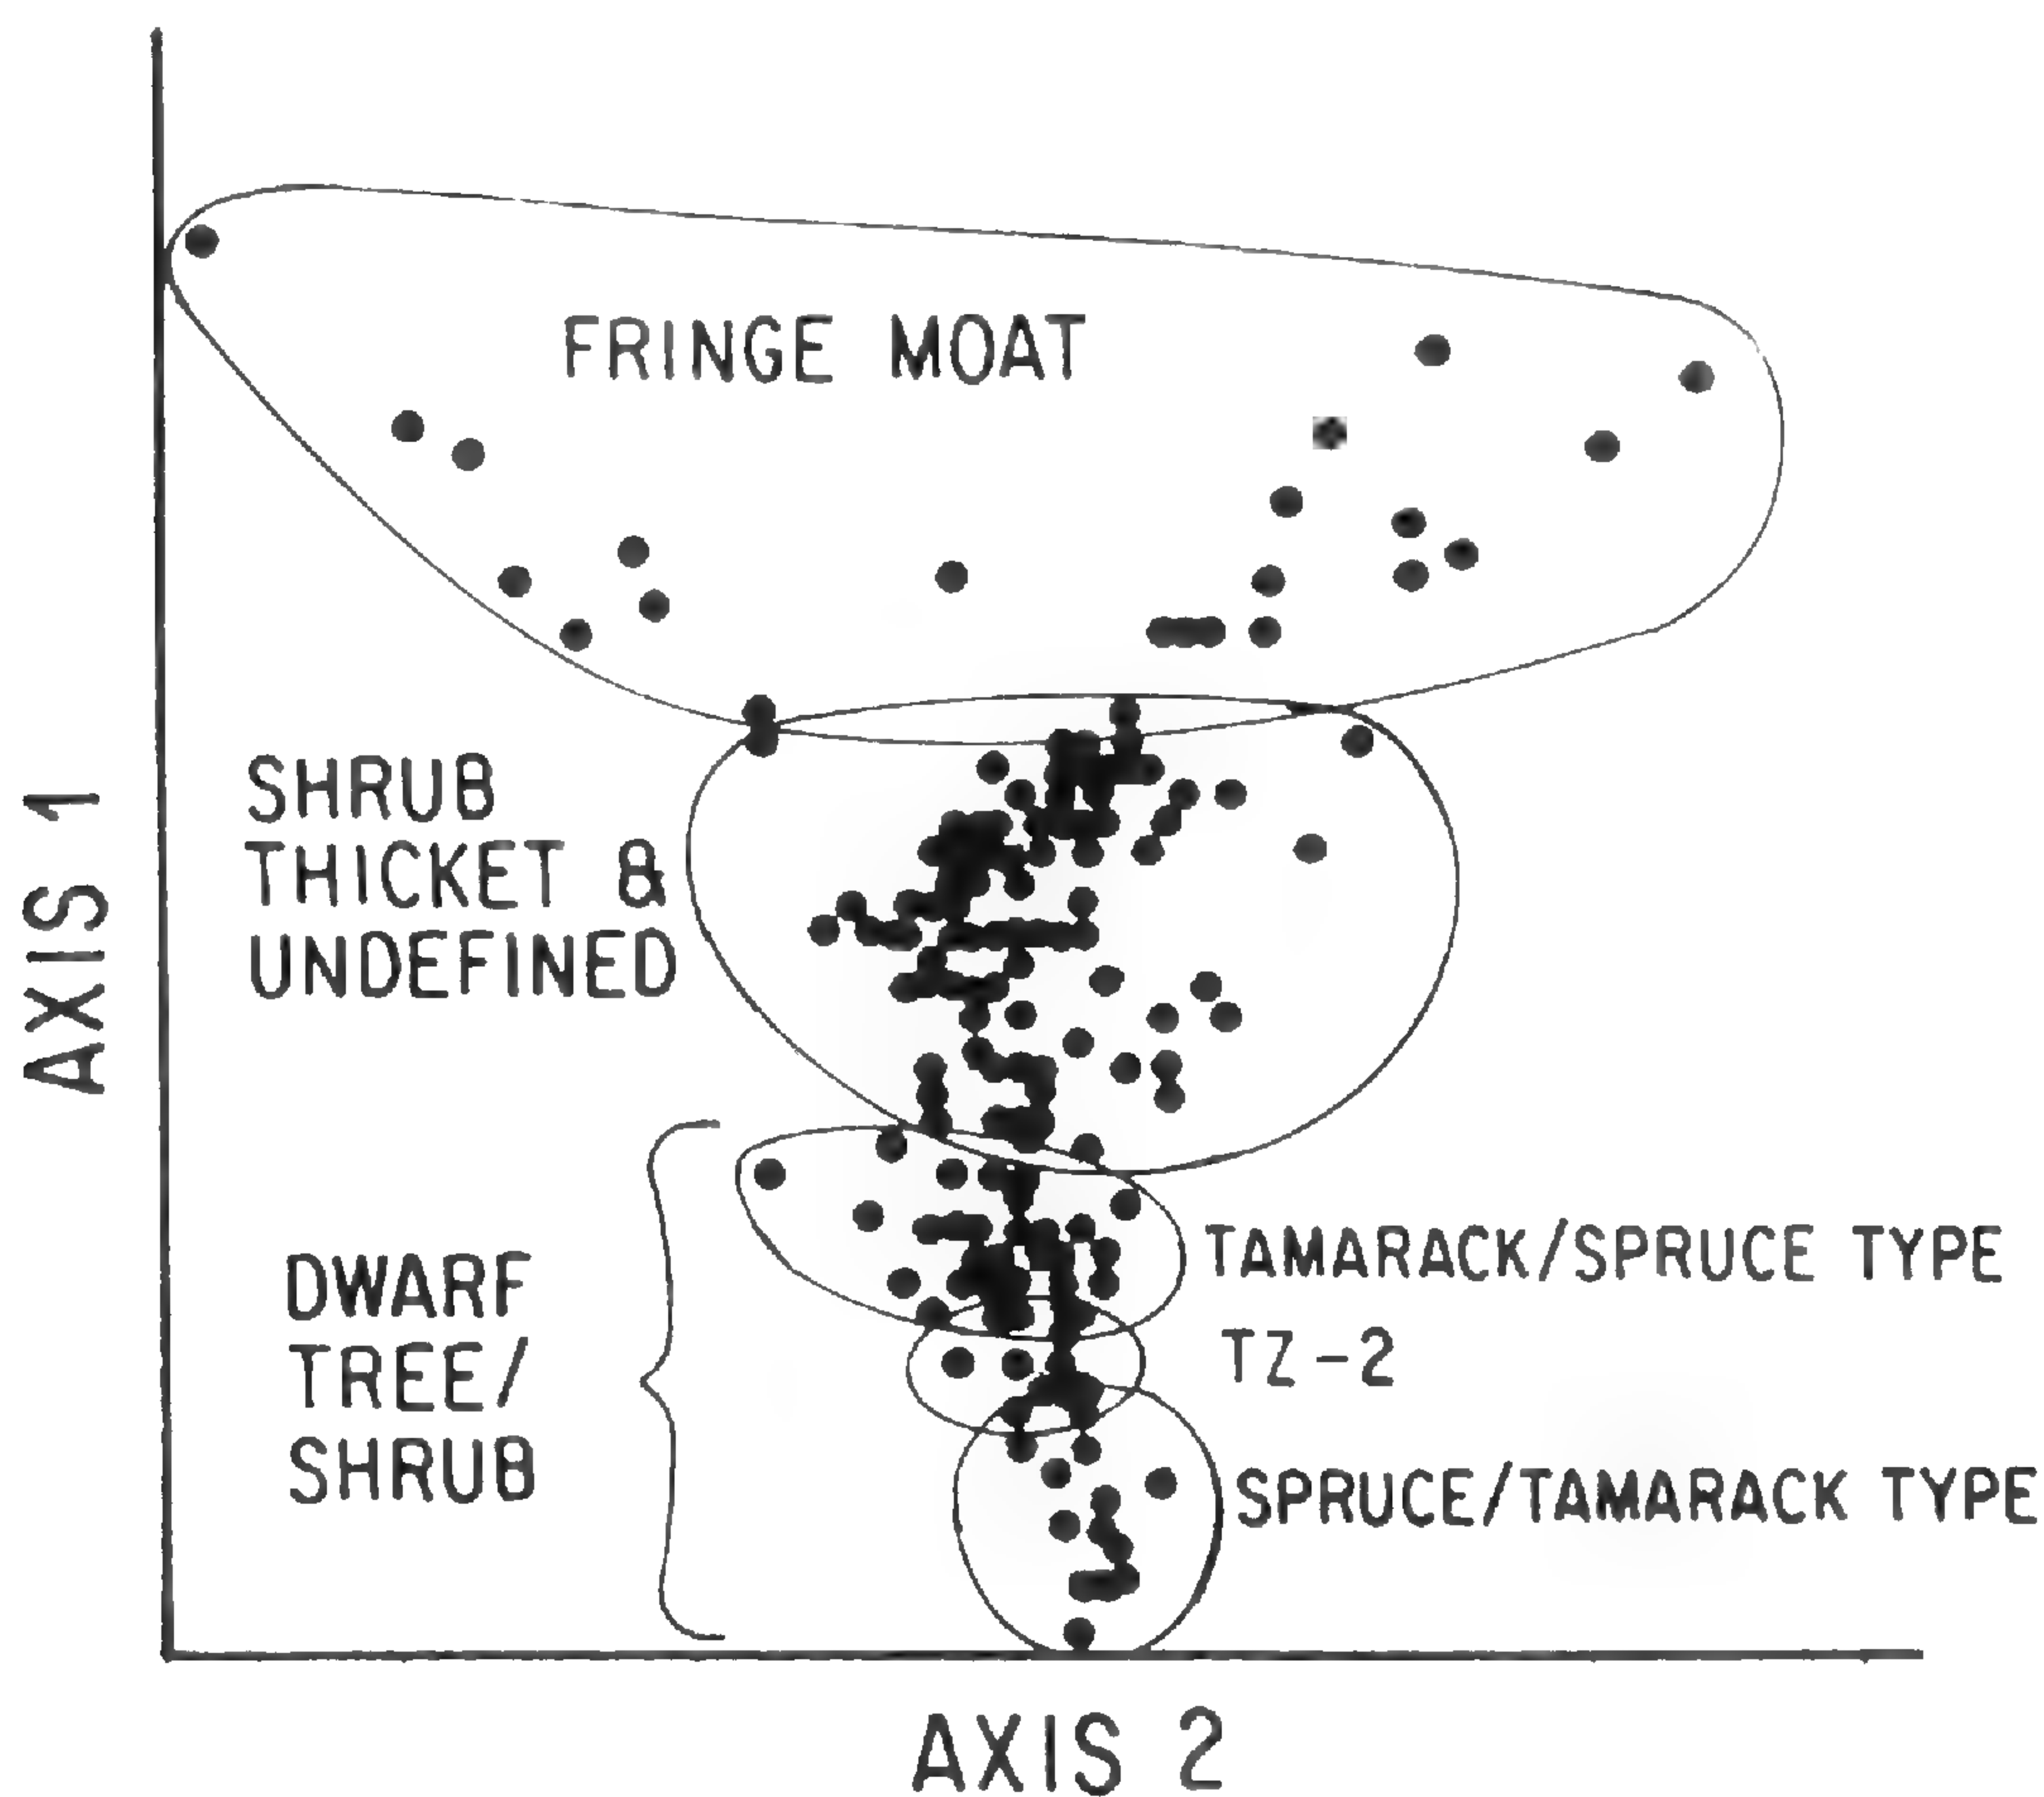 FRINGE MOAT
SHRUB
THICKET &
UNDEFINED
AXIS 1
DWARF
TREE/
SHRUB
TAMARACK/SPRUCE TYPE
TZ-2
SPRUCE/TAMARACK TYPE
AXIS 2